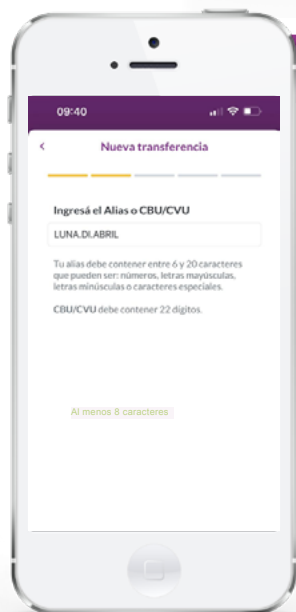 09:40
Nueva transferencia
Ingresá el Alias o CBU/CVU
LUNA.DI.ABRIL
Tu alias debe contener entre 6 y 20 caracteres
que pueden ser: números, letras mayúsculas,
letras minúsculas o caracteres especiales.
CBU/CVU debe contener 22 dígitos.
Al menos 8 caracteres